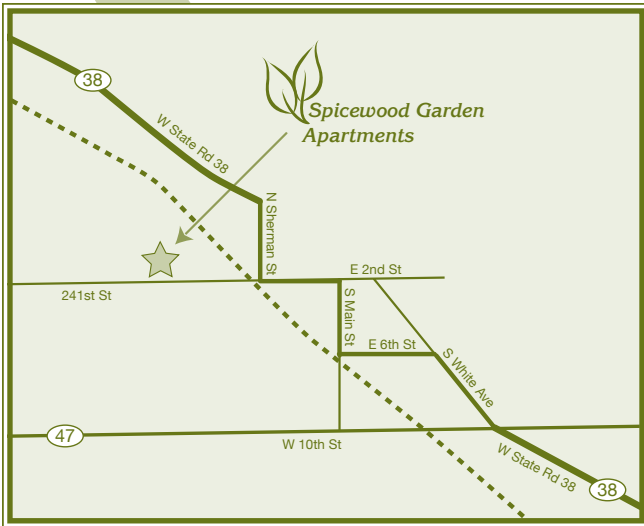 38
Spicewood Garden
Apartments
W State Rd 38
N Sherman St
E 2nd St
241st St
S Main St
E 6th St
S White Ave
47
W 10th St
W State Rd 38
38